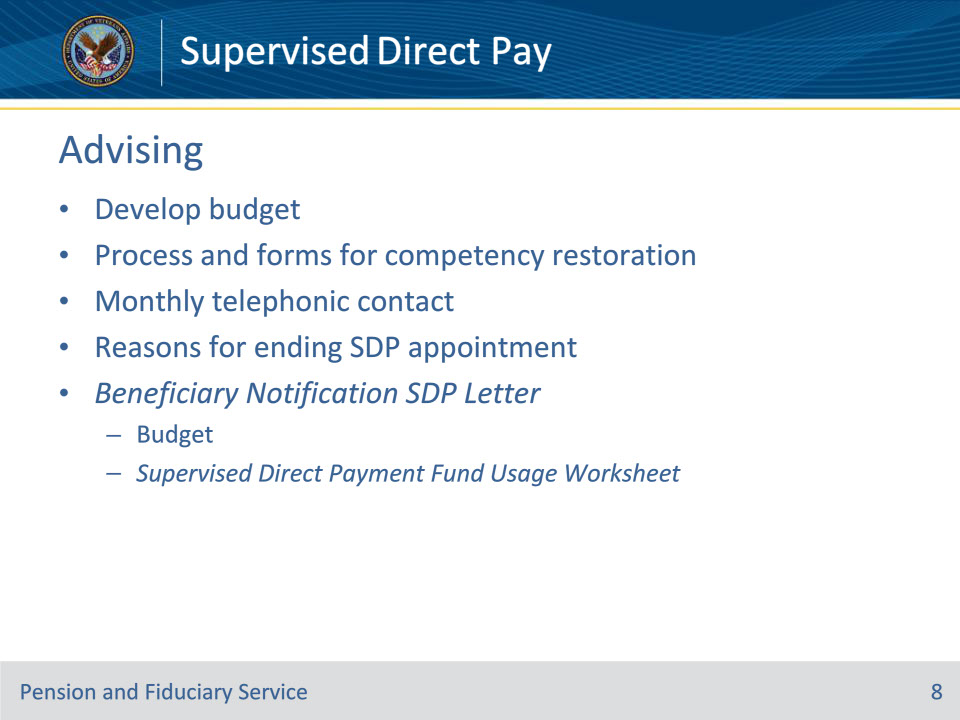 Supervised Direct Pay
Advising
• Develop budget
• Process and forms for competency restoration
• Monthly telephonic contact
• Reasons for ending SDP appointment
• Beneficiary Notification SDP Letter
– Budget
– Supervised Direct Payment Fund Usage Worksheet
Pension and Fiduciary Service
8